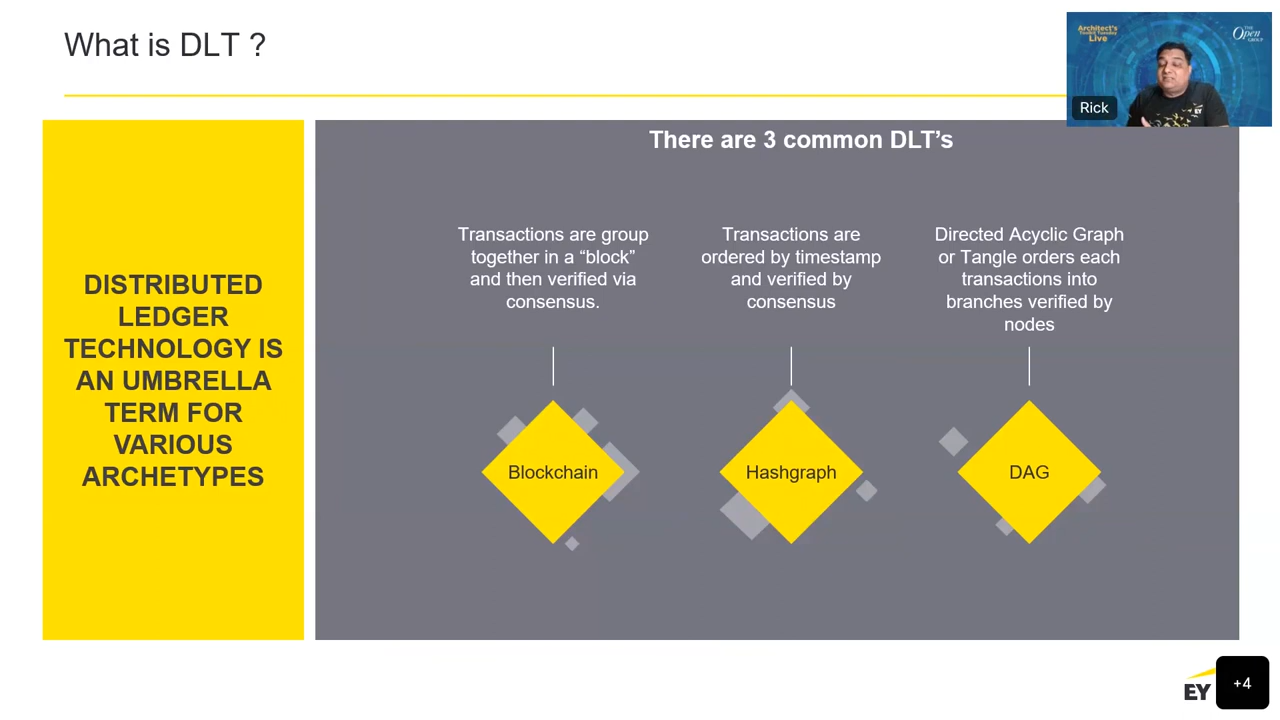 What is DLT ?
Architect's
Toolkit Tuesday
Live
THE
Open
GROUP
EY
Rick
There are 3 common DLT’s
DISTRIBUTED
LEDGER
TECHNOLOGY IS
AN UMBRELLA
TERM FOR
VARIOUS
ARCHETYPES
Transactions are group
together in a “block”
and then verified via
consensus.
Transactions are
ordered by timestamp
and verified by
consensus
Directed Acyclic Graph
or Tangle orders each
transactions into
branches verified by
nodes
Blockchain
Hashgraph
DAG
EY
+4